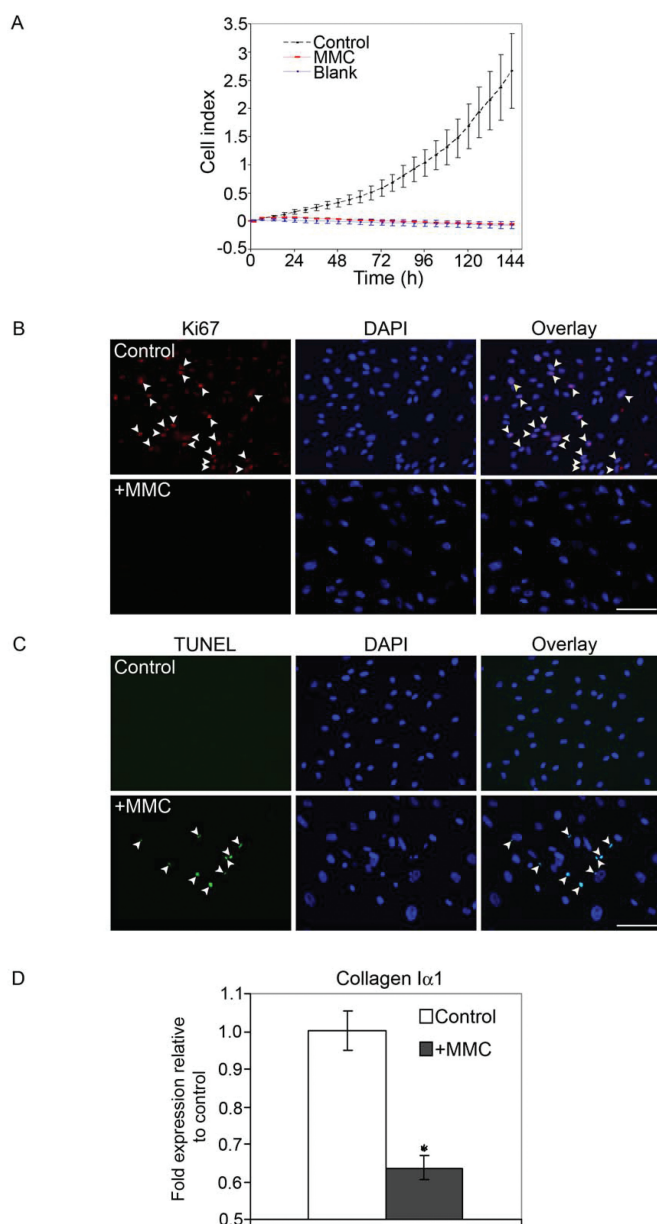 A
3.5
3
2.5
2
1.5
1
0.5
0
-0.5
Cell index
Control
MMC
Blank
0 24 48 72 96 120 144
Time (h)
B
Ki67 DAPI Overlay
Control
+MMC
C
TUNEL DAPI Overlay
Control
+MMC
D
Collagen Iα1
1.1
1.0
0.9
0.8
0.7
0.6
0.5
Fold expression relative
to control
Control
+MMC
*